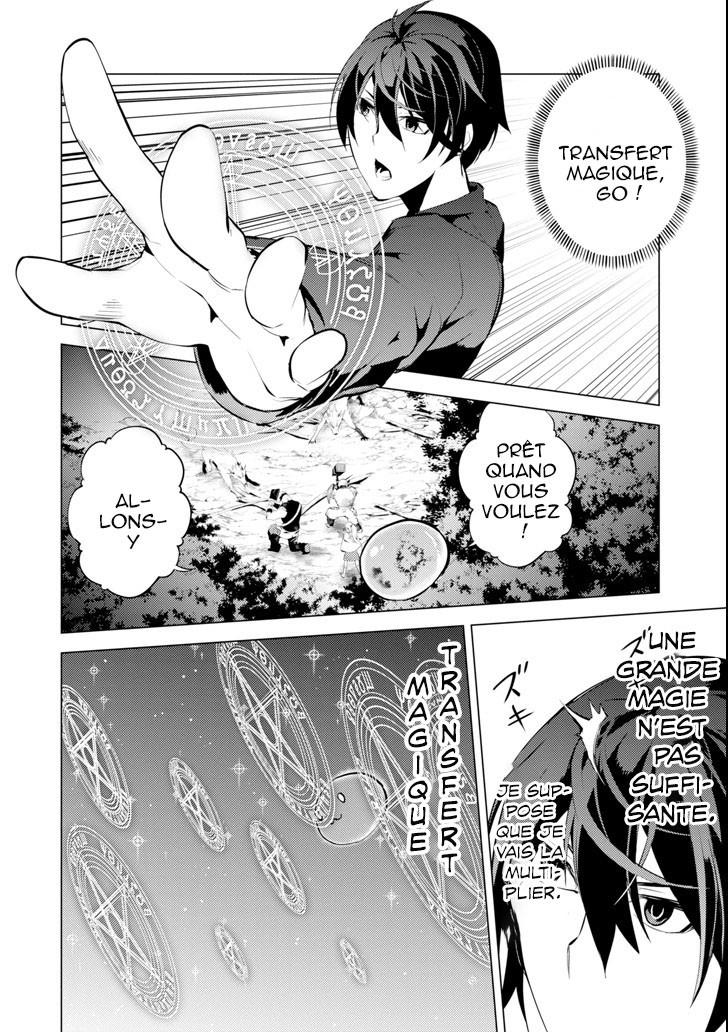 TRANSFERT
MAGIQUE,
GO !
PRÊT
QUAND
VOUS
VOULEZ !
AL-
LONS-
Y
UNE
GRANDE
MAGIE
N'EST
PAS
SUFFI-
SANTE.
JE SUP-
POSE
QUE JE
VAIS LA
MULTI-
PLIER.
ズキ
TRANSFERT
MAGIQUE